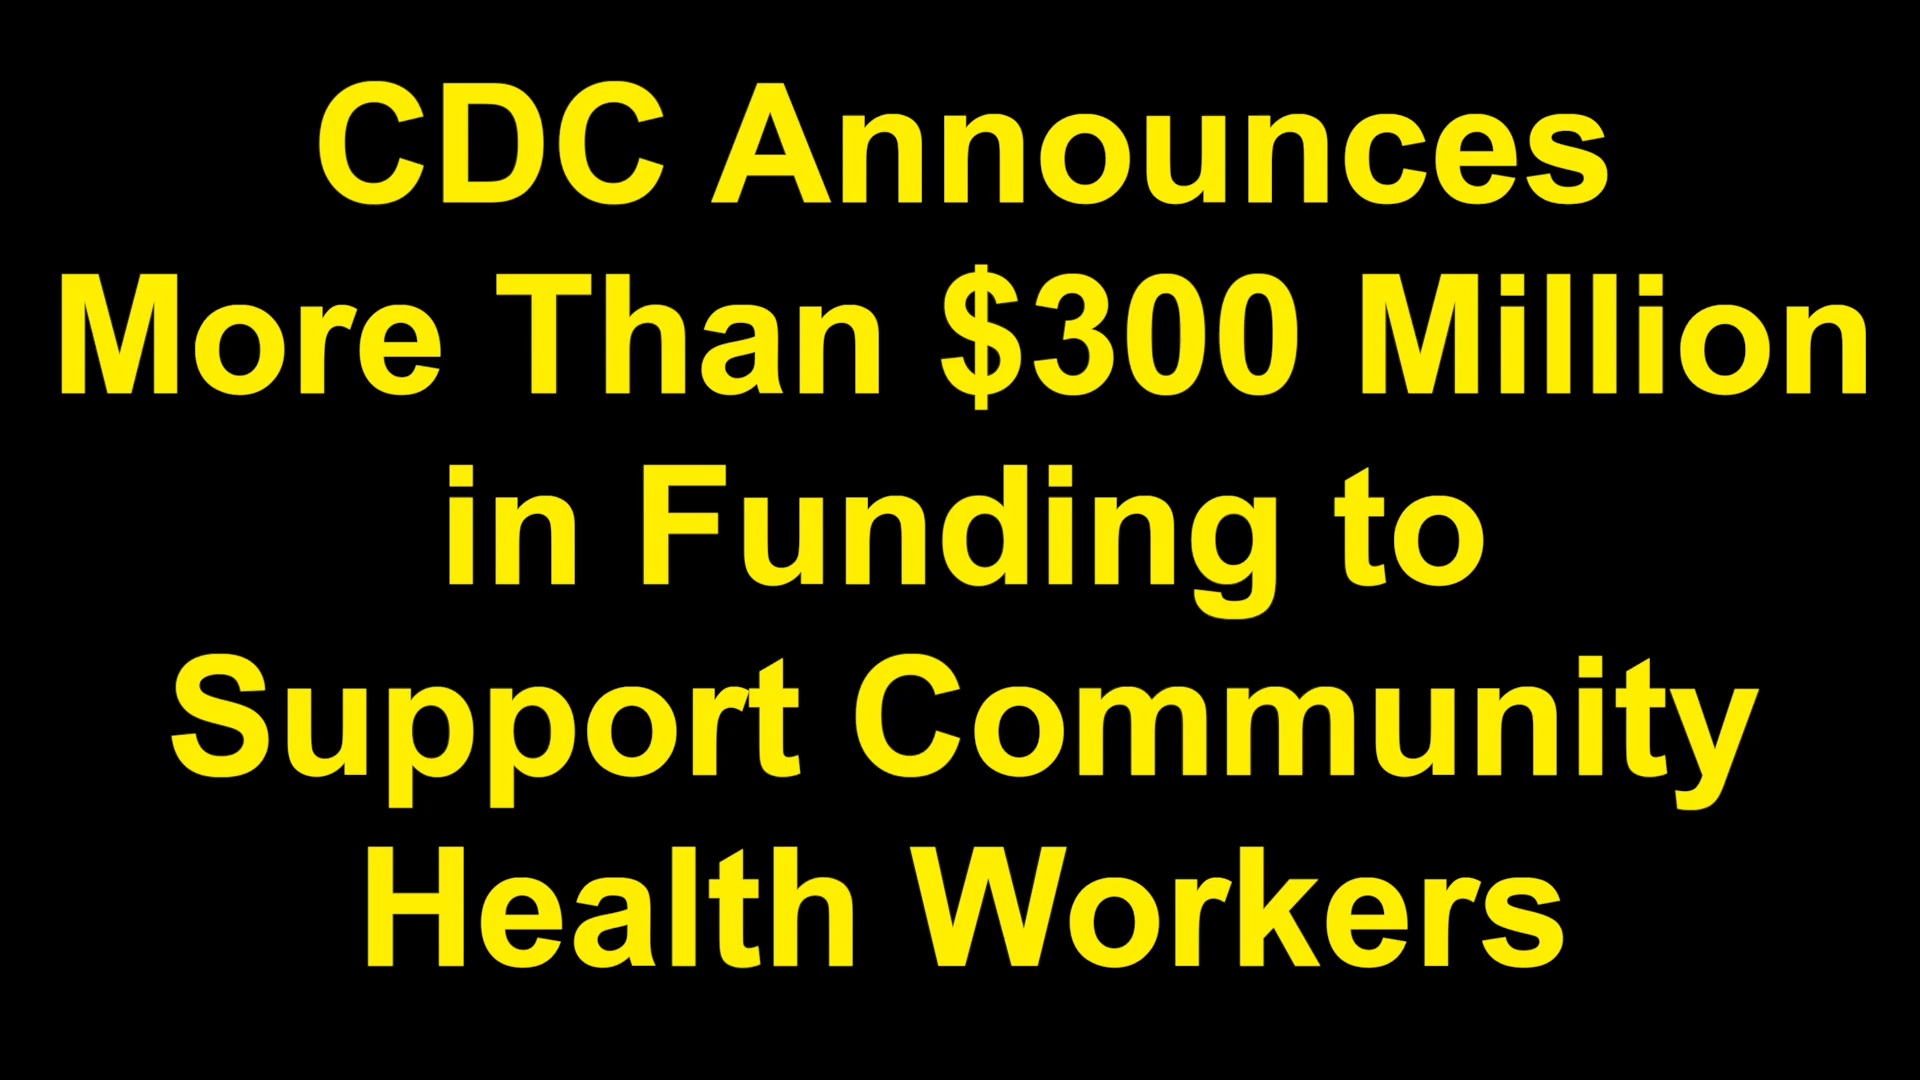 CDC Announces
More Than $300 Million
in Funding to
Support Community
Health Workers